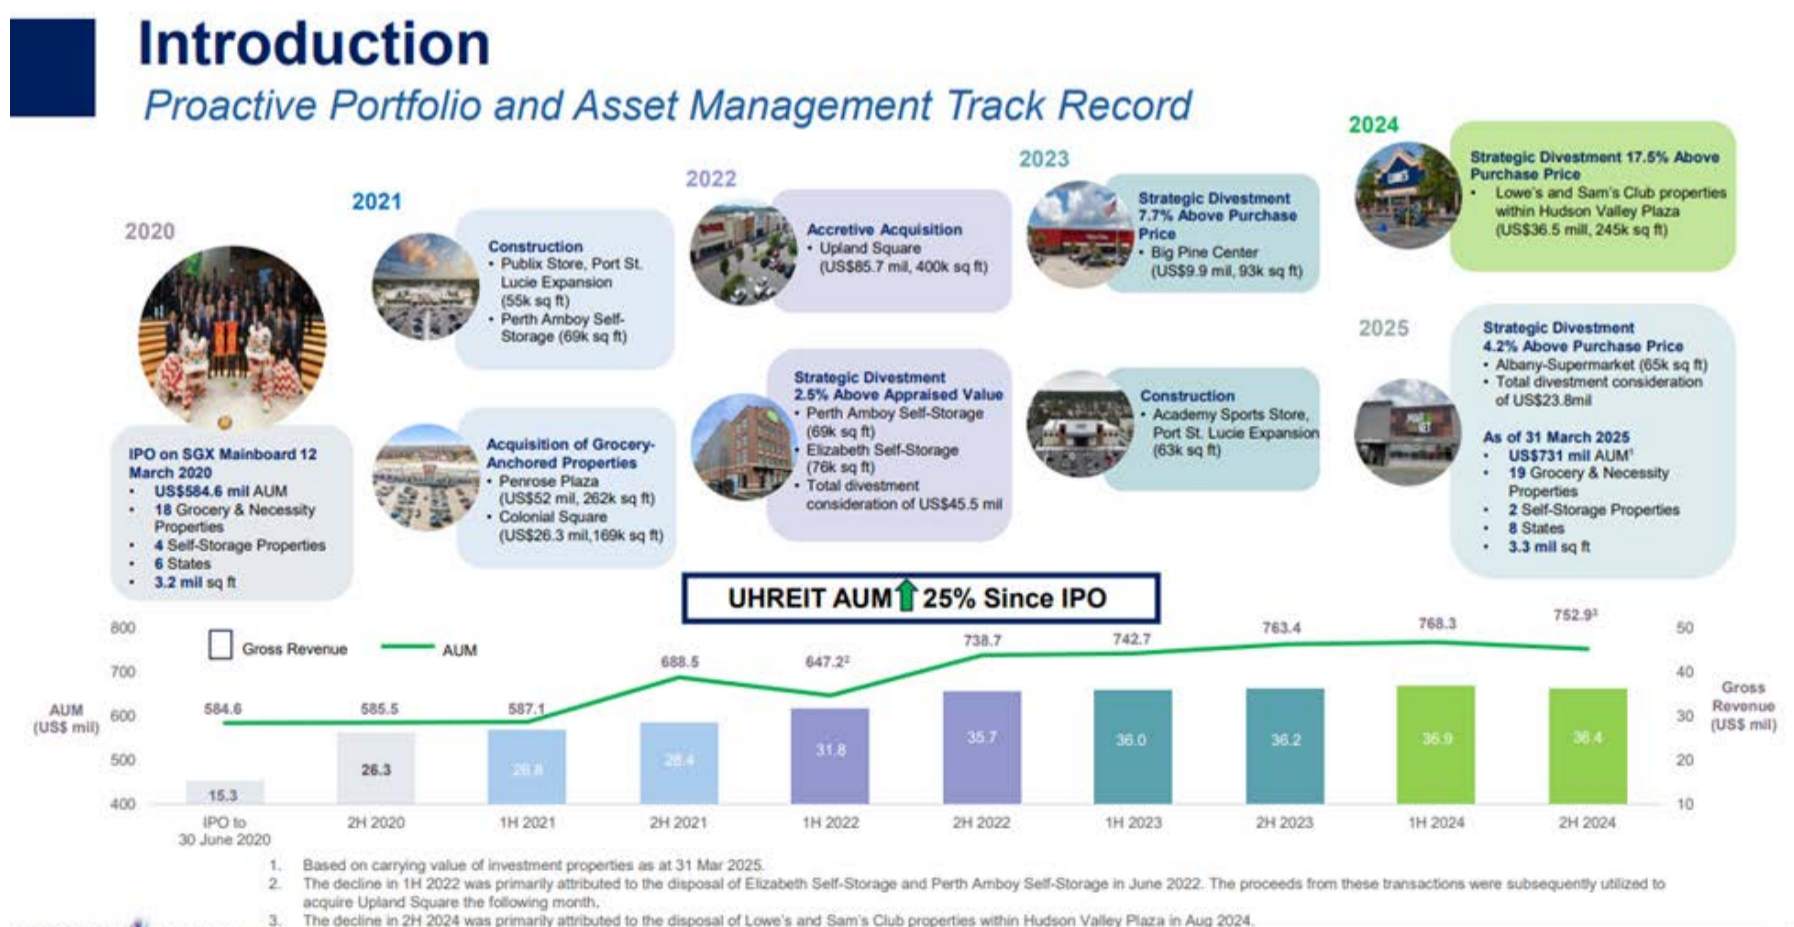 Introduction
Proactive Portfolio and Asset Management Track Record
2020
IPO on SGX Mainboard 12
March 2020
• US$584.6 mil AUM
• 18 Grocery & Necessity
Properties
• 4 Self-Storage Properties
• 6 States
• 3.2 mil sq ft
2021
Construction
• Publix Store, Port St.
Lucie Expansion
(55k sq ft)
• Perth Amboy Self-
Storage (69k sq ft)
Acquisition of Grocery-
Anchored Properties
• Penrose Plaza
(US$52 mil, 262k sq ft)
• Colonial Square
(US$26.3 mil,169k sq ft)
2022
Accretive Acquisition
• Upland Square
(US$85.7 mil, 400k sq ft)
Strategic Divestment
2.5% Above Appraised Value
• Perth Amboy Self-Storage
(69k sq ft)
• Elizabeth Self-Storage
(76k sq ft)
• Total divestment
consideration of US$45.5 mil
2023
Strategic Divestment
7.7% Above Purchase
Price
• Big Pine Center
(US$9.9 mil, 93k sq ft)
Construction
• Academy Sports Store,
Port St. Lucie Expansion
(63k sq ft)
2024
LOWE'S
Strategic Divestment 17.5% Above
Purchase Price
• Lowe's and Sam's Club properties
within Hudson Valley Plaza
(US$36.5 mill, 245k sq ft)
2025
Strategic Divestment
4.2% Above Purchase Price
• Albany-Supermarket (65k sq ft)
• Total divestment consideration
of US$23.8mil
As of 31 March 2025
• US$731 mil AUM¹
• 19 Grocery & Necessity
Properties
• 2 Self-Storage Properties
• 8 States
• 3.3 mil sq ft
UHREIT AUM 25% Since IPO
Gross Revenue
AUM
AUM
(US$ mil)
800
700
600
500
400
584.6
585.5
587.1
688.5
647.2²
738.7
742.7
763.4
768.3
752.9³
15.3
26.3
26.8
28.4
31.8
35.7
36.0
36.2
36.9
36.4
50
40
30
20
10
Gross
Revenue
(US$ mil)
IPO to
30 June 2020
2H 2020
1H 2021
2H 2021
1H 2022
2H 2022
1H 2023
2H 2023
1H 2024
2H 2024
1. Based on carrying value of investment properties as at 31 Mar 2025.
2. The decline in 1H 2022 was primarily attributed to the disposal of Elizabeth Self-Storage and Perth Amboy Self-Storage in June 2022. The proceeds from these transactions were subsequently utilized to
acquire Upland Square the following month.
3. The decline in 2H 2024 was primarily attributed to the disposal of Lowe's and Sam's Club properties within Hudson Valley Plaza in Aug 2024.